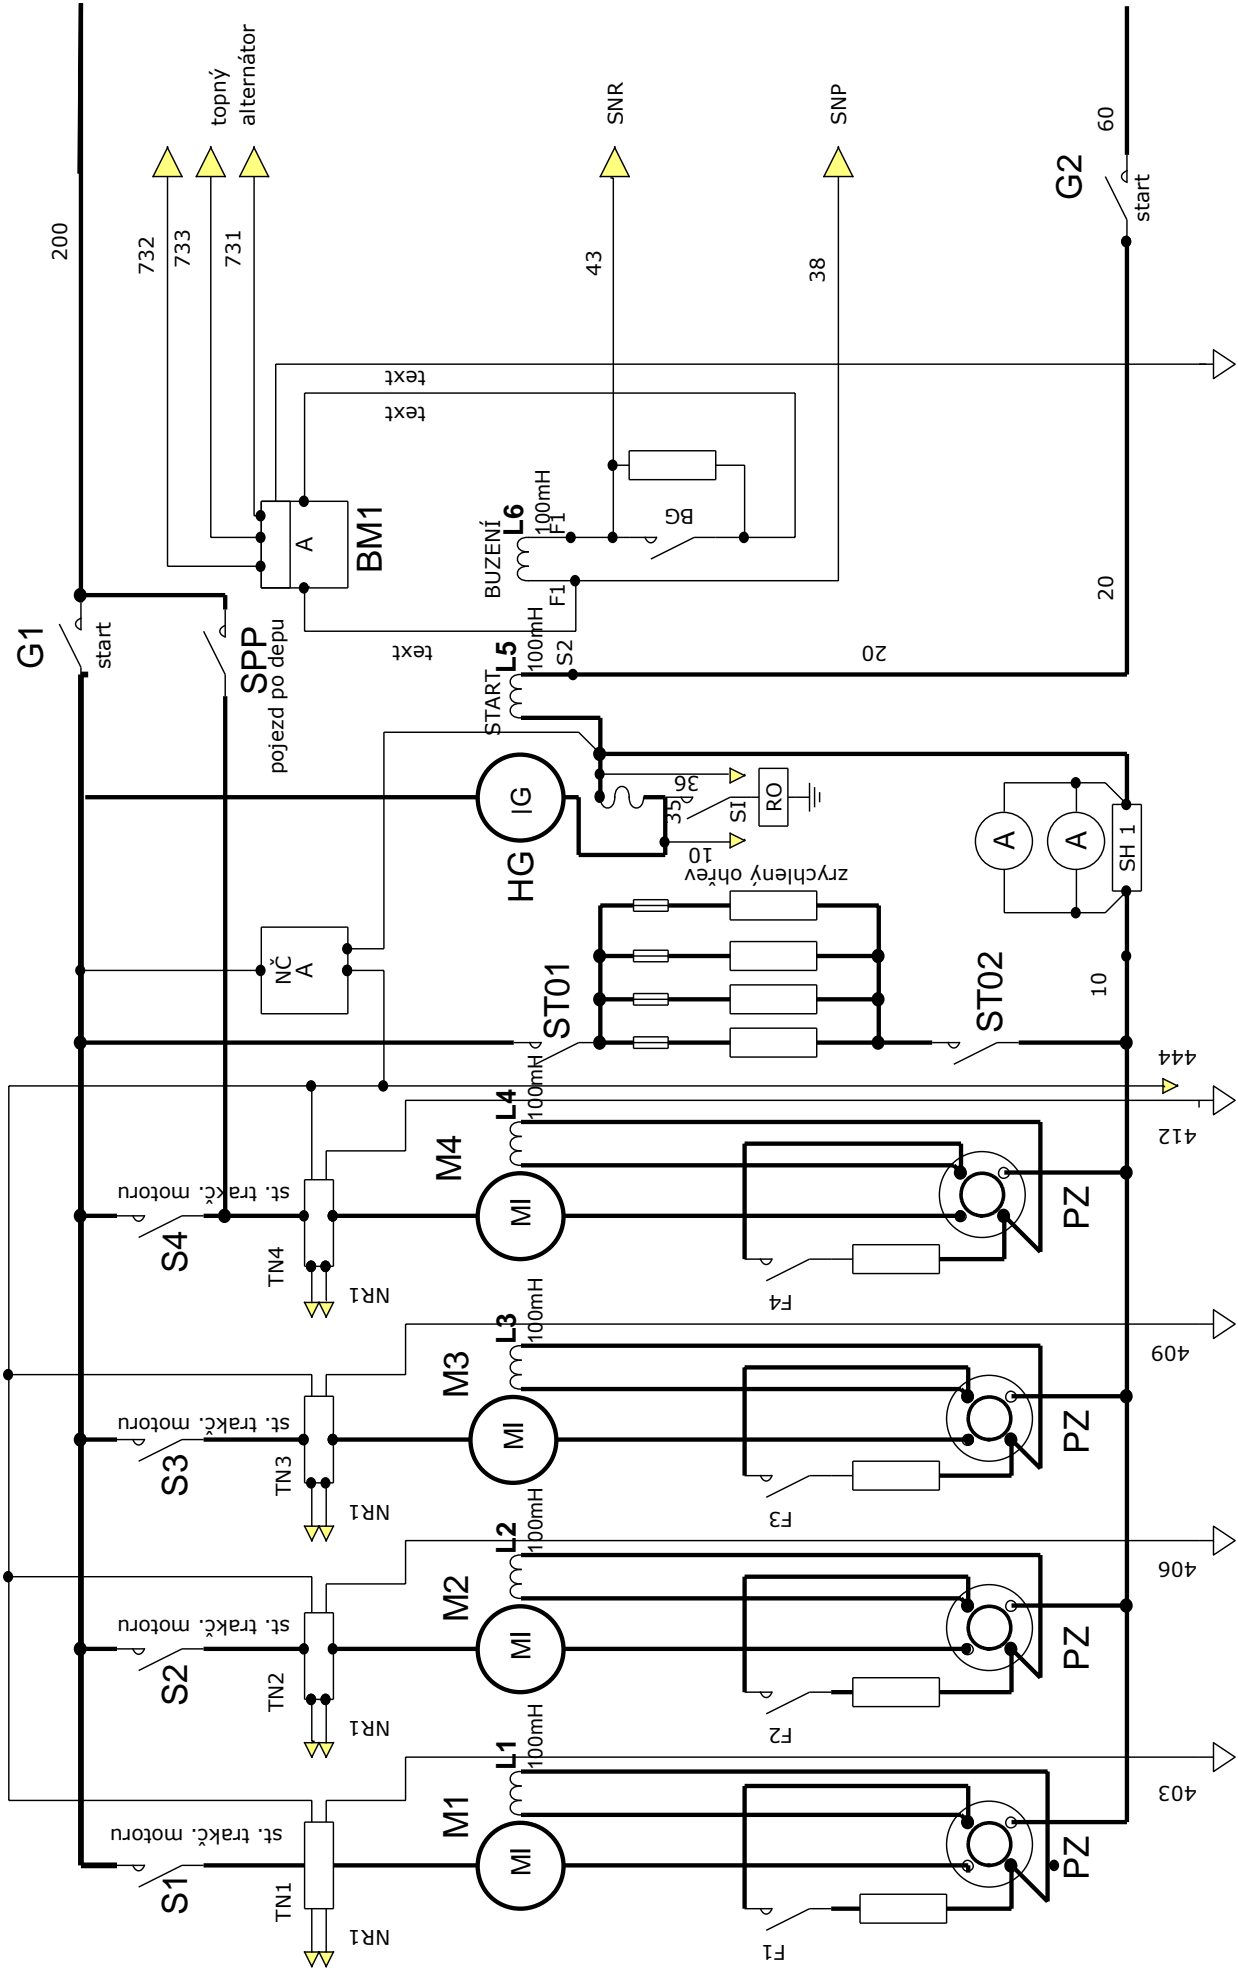 topný
alternátor
200
732
733
731
SNR
43
SNP
38
60
G2
start
G1
start
SPP
pojezd po depu
A
BM1
text
text
text
BUZENÍ
L6
100mH
F1
F1
BG
START
L5
100mH
S2
20
20
HG
IG
36
35
10
SI
RO
zrychlený ohřev
A
A
SH 1
10
NČ
A
ST01
ST02
444
412
S4
st. trakč. motoru
TN4
NR1
M4
MI
L4
100mH
F4
PZ
409
S3
st. trakč. motoru
TN3
NR1
M3
MI
L3
100mH
F3
PZ
406
S2
st. trakč. motoru
TN2
NR1
M2
MI
L2
100mH
F2
PZ
403
S1
st. trakč. motoru
TN1
NR1
M1
MI
L1
100mH
F1
PZ